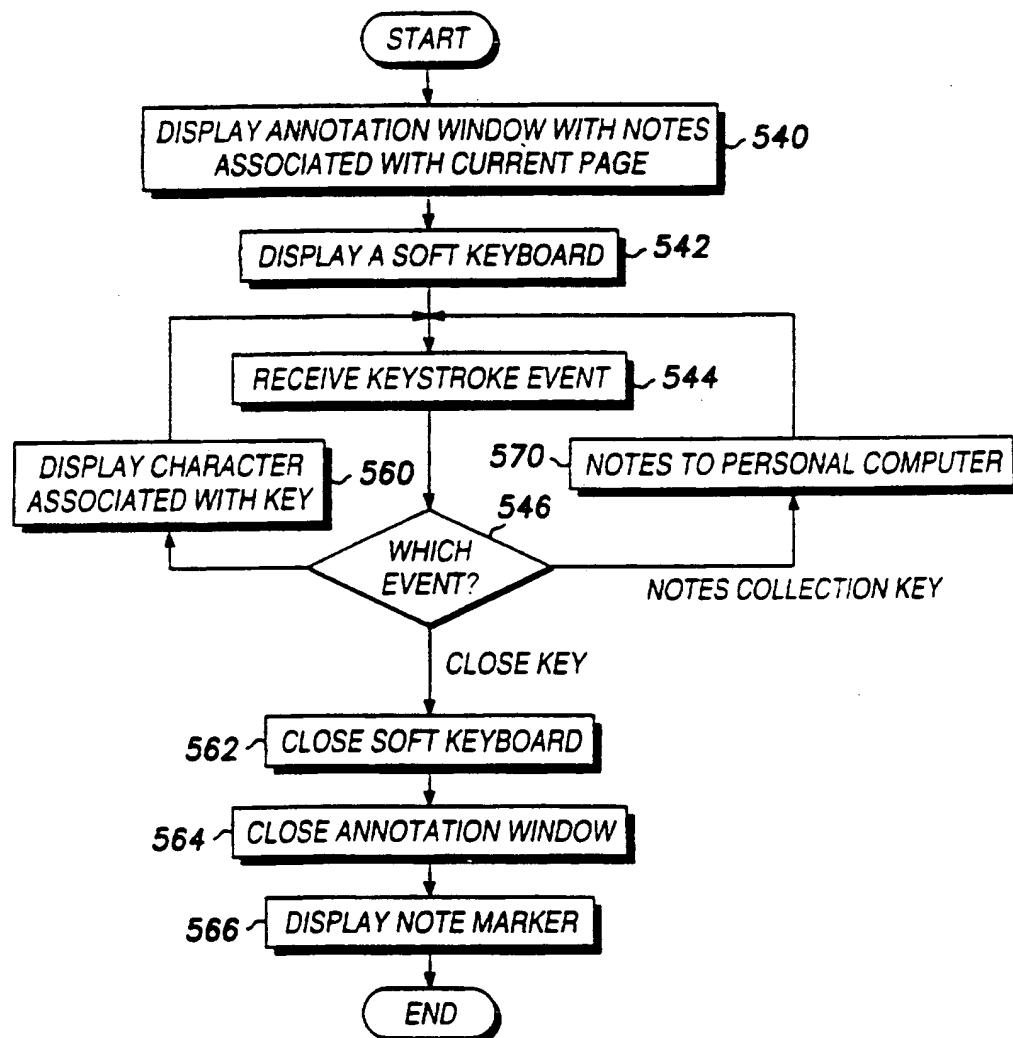 START
DISPLAY ANNOTATION WINDOW WITH NOTES
ASSOCIATED WITH CURRENT PAGE
540
DISPLAY A SOFT KEYBOARD
542
RECEIVE KEYSTROKE EVENT
544
DISPLAY CHARACTER
ASSOCIATED WITH KEY
560
570
NOTES TO PERSONAL COMPUTER
546
WHICH
EVENT?
NOTES COLLECTION KEY
CLOSE KEY
562
CLOSE SOFT KEYBOARD
564
CLOSE ANNOTATION WINDOW
566
DISPLAY NOTE MARKER
END